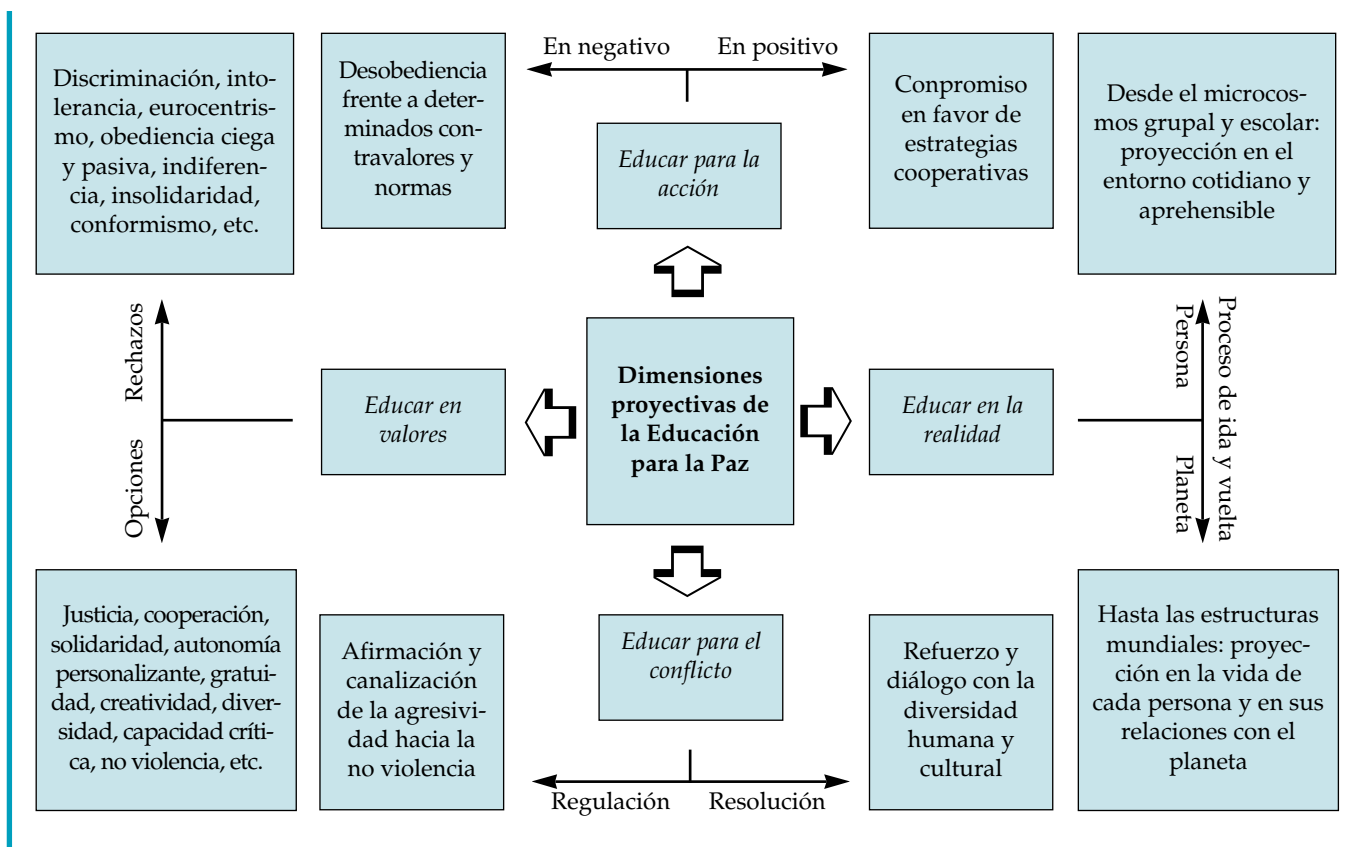 En negativo
En positivo
Discriminación, into-
lerancia, eurocentris-
mo, obediencia ciega
y pasiva, indiferen-
cia, insolidaridad,
conformismo, etc.
Desobediencia
frente a deter-
minados con-
travalores y
normas
Educar para la
acción
Conpromiso
en favor de
estrategias
cooperativas
Desde el microcos-
mos grupal y escolar:
proyección en el
entorno cotidiano y
aprehensible
Rechazos
Opciones
Educar en
valores
Dimensiones
proyectivas de
la Educación
para la Paz
Educar en la
realidad
Persona
Planeta
Proceso de ida y vuelta
Justicia, cooperación,
solidaridad, autonomía
personalizante, gratui-
dad, creatividad, diver-
sidad, capacidad críti-
ca, no violencia, etc.
Afirmación y
canalización
de la agresivi-
dad hacia la
no violencia
Educar para el
conflicto
Refuerzo y
diálogo con la
diversidad
humana y
cultural
Hasta las estructuras
mundiales: proyec-
ción en la vida de
cada persona y en sus
relaciones con el
planeta
Regulación
Resolución